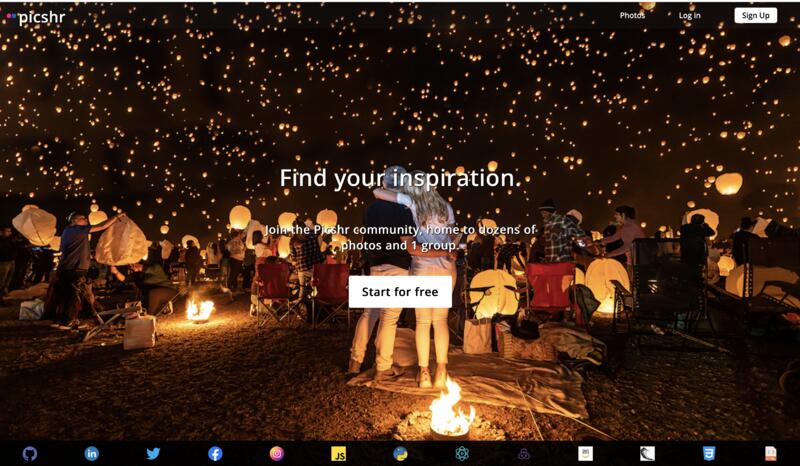 picshr
Photos
Log in
Sign Up
Find your inspiration.
Join the Picshr community, home to dozens of
photos and 1 group.
Start for free
JS